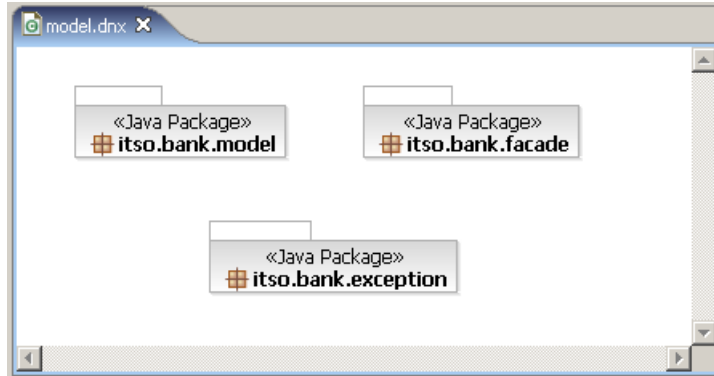 model.dnx
«Java Package»
itso.bank.model
«Java Package»
itso.bank.facade
«Java Package»
itso.bank.exception